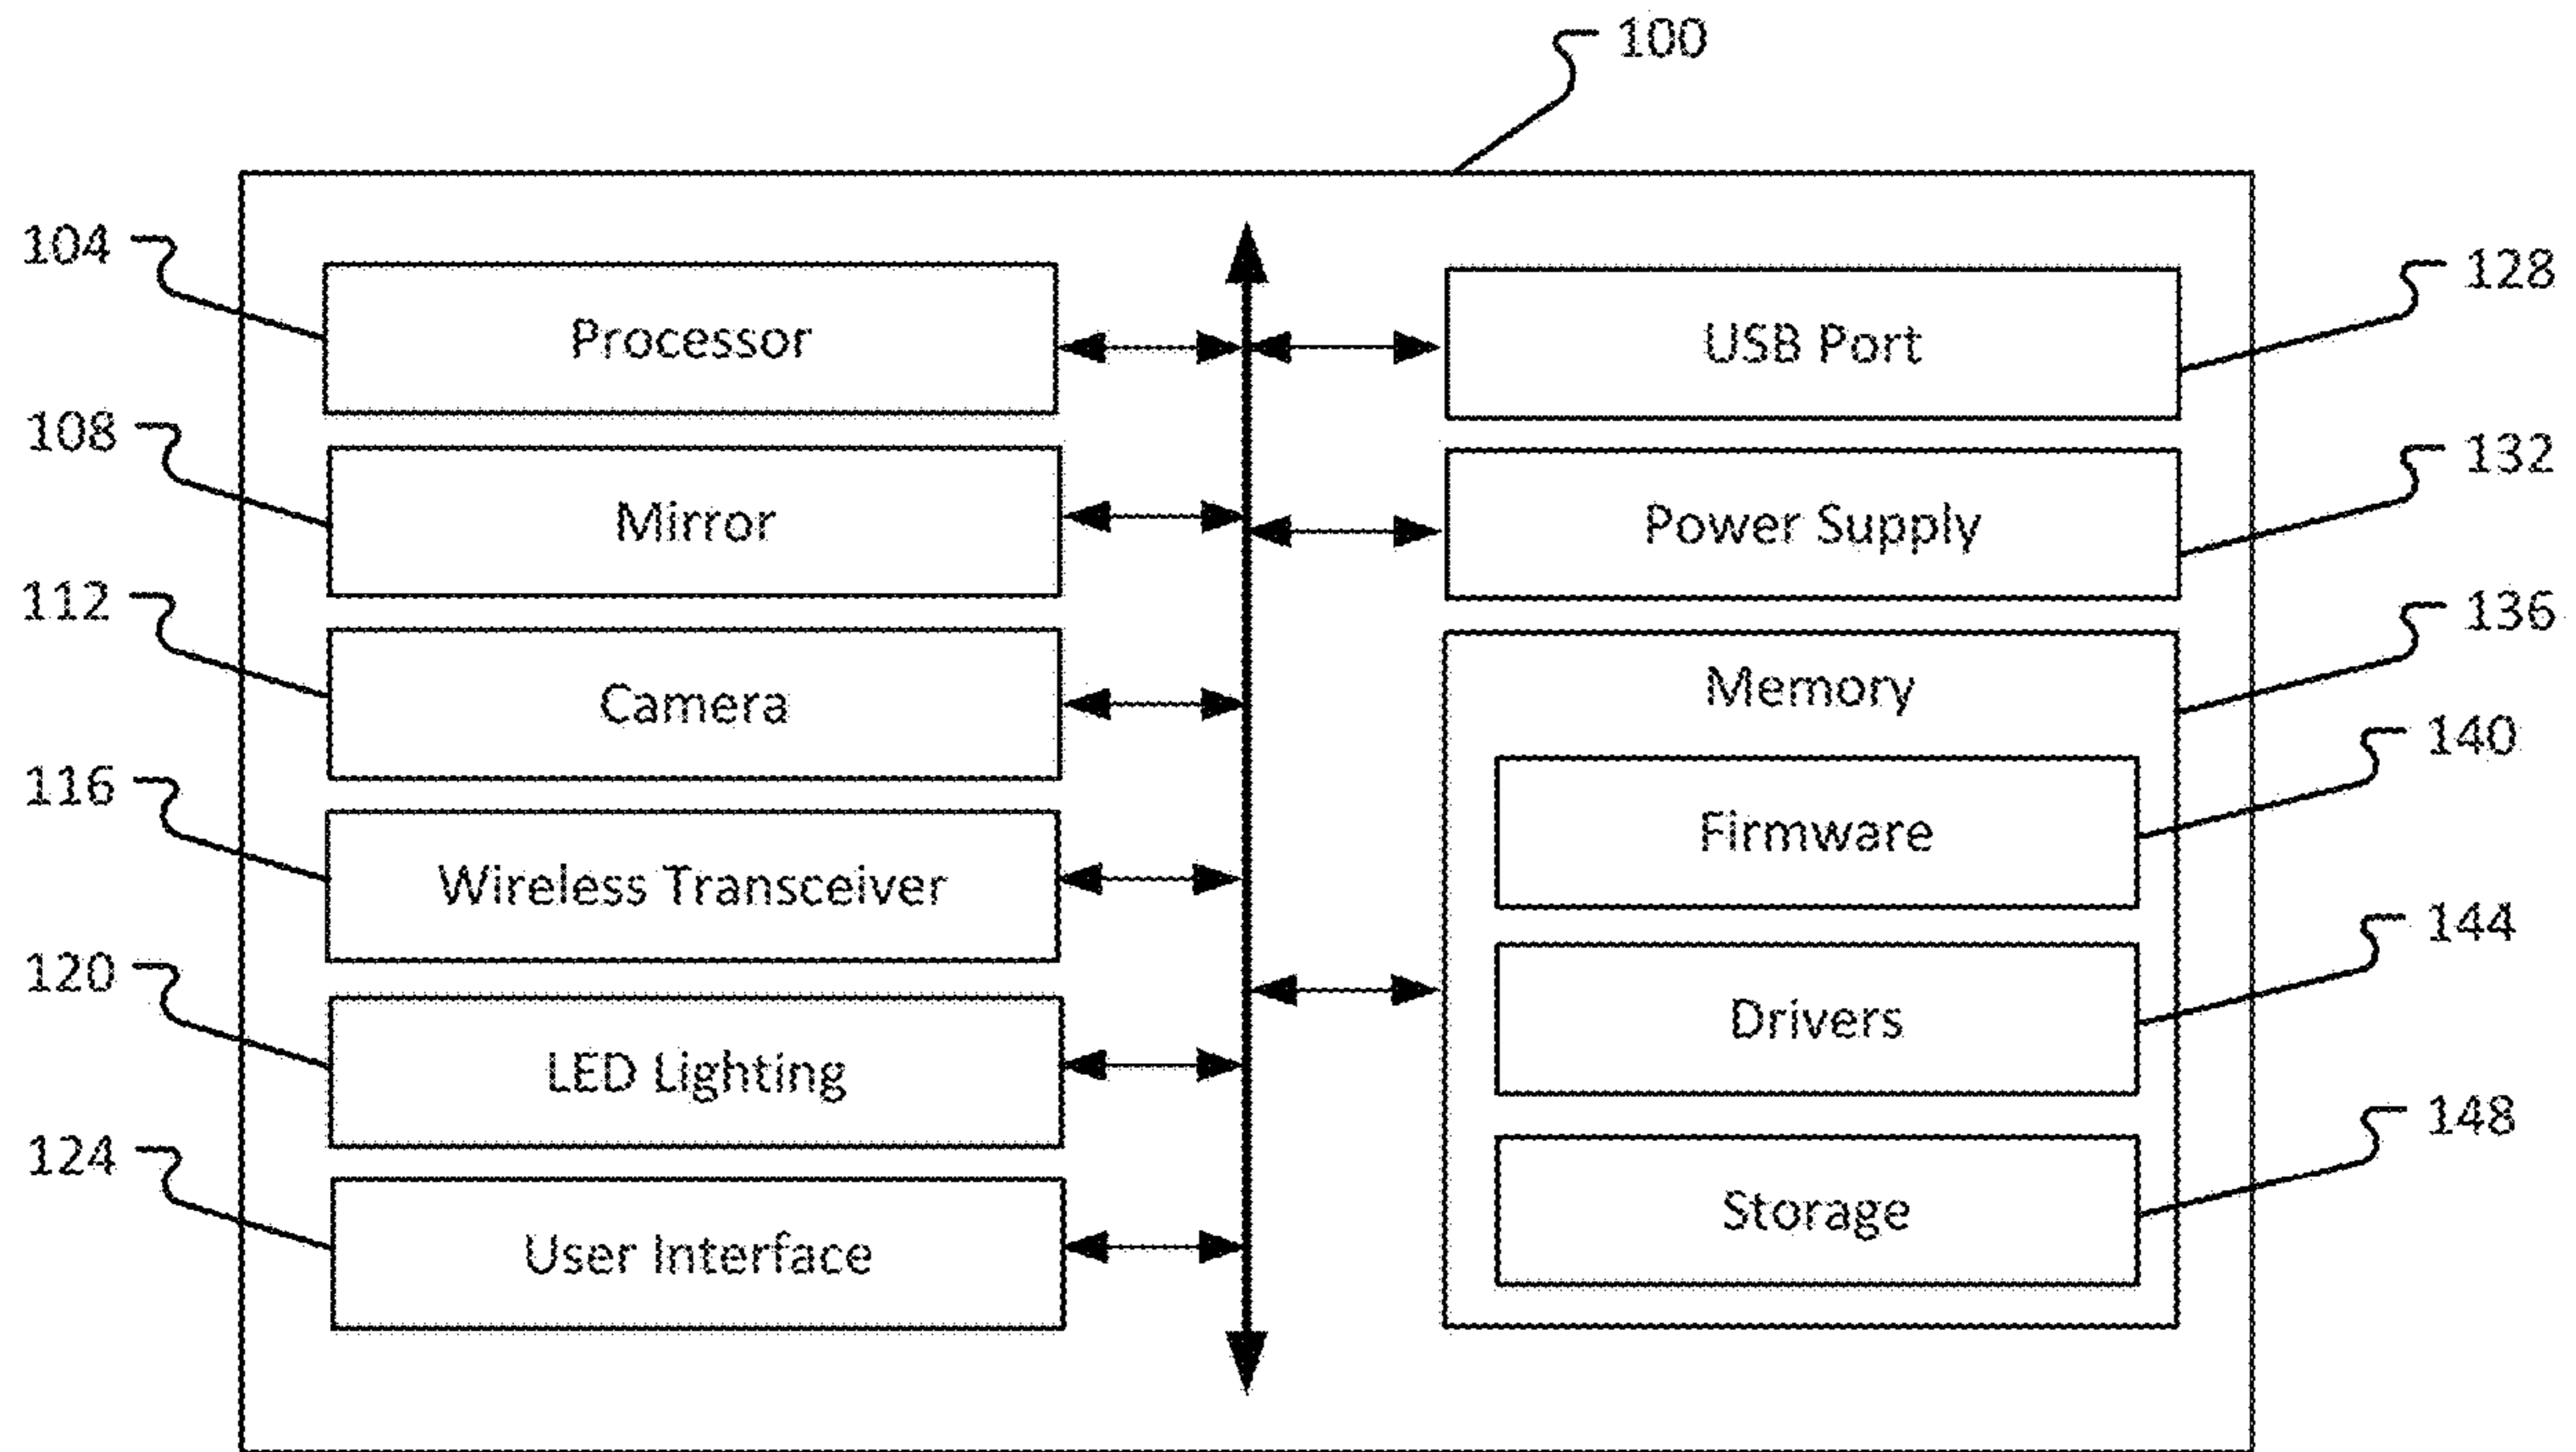 100
104
Processor
USB Port
128
108
Mirror
Power Supply
132
112
Camera
Memory
136
116
Wireless Transceiver
Firmware
140
120
LED Lighting
Drivers
144
124
User Interface
Storage
148